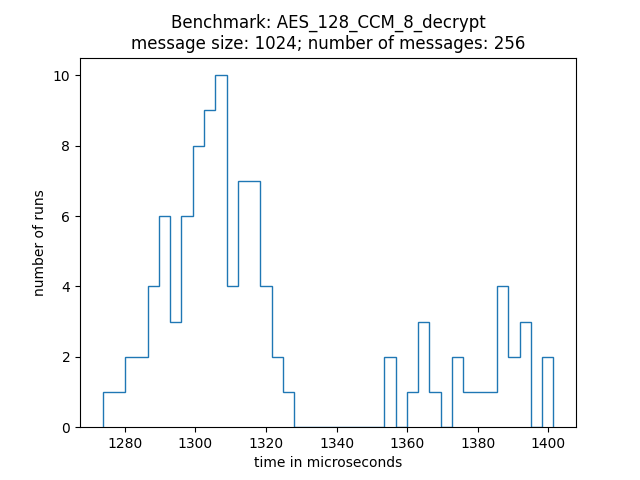 Benchmark: AES_128_CCM_8_decrypt
message size: 1024; number of messages: 256
10
8
6
4
2
0
number of runs
1280 1300 1320 1340 1360 1380 1400
time in microseconds